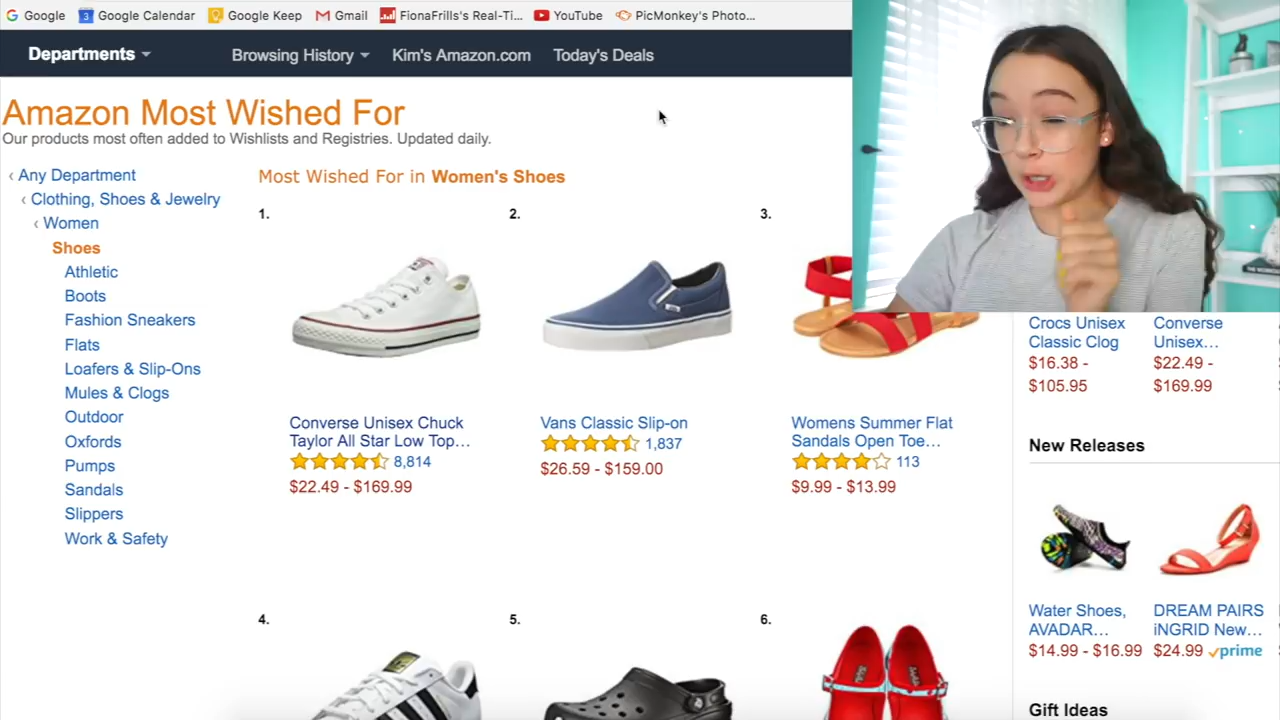 Google
Google Calendar
Google Keep
Gmail
FionaFrills's Real-Ti...
YouTube
PicMonkey's Photo...
Departments
Browsing History
Kim's Amazon.com
Today's Deals
Amazon Most Wished For
Our products most often added to Wishlists and Registries. Updated daily.
‹ Any Department
‹ Clothing, Shoes & Jewelry
‹ Women
Shoes
Athletic
Boots
Fashion Sneakers
Flats
Loafers & Slip-Ons
Mules & Clogs
Outdoor
Oxfords
Pumps
Sandals
Slippers
Work & Safety
Most Wished For in Women's Shoes
1.
Converse Unisex Chuck
Taylor All Star Low Top...
8,814
$22.49 - $169.99
2.
Vans Classic Slip-on
1,837
$26.59 - $159.00
3.
Womens Summer Flat
Sandals Open Toe...
113
$9.99 - $13.99
4.
5.
6.
Crocs Unisex
Classic Clog
$16.38 -
$105.95
Converse
Unisex...
$22.49 -
$169.99
New Releases
Water Shoes,
AVADAR...
$14.99 - $16.99
DREAM PAIRS
iNGRID New...
$24.99 prime
Gift Ideas